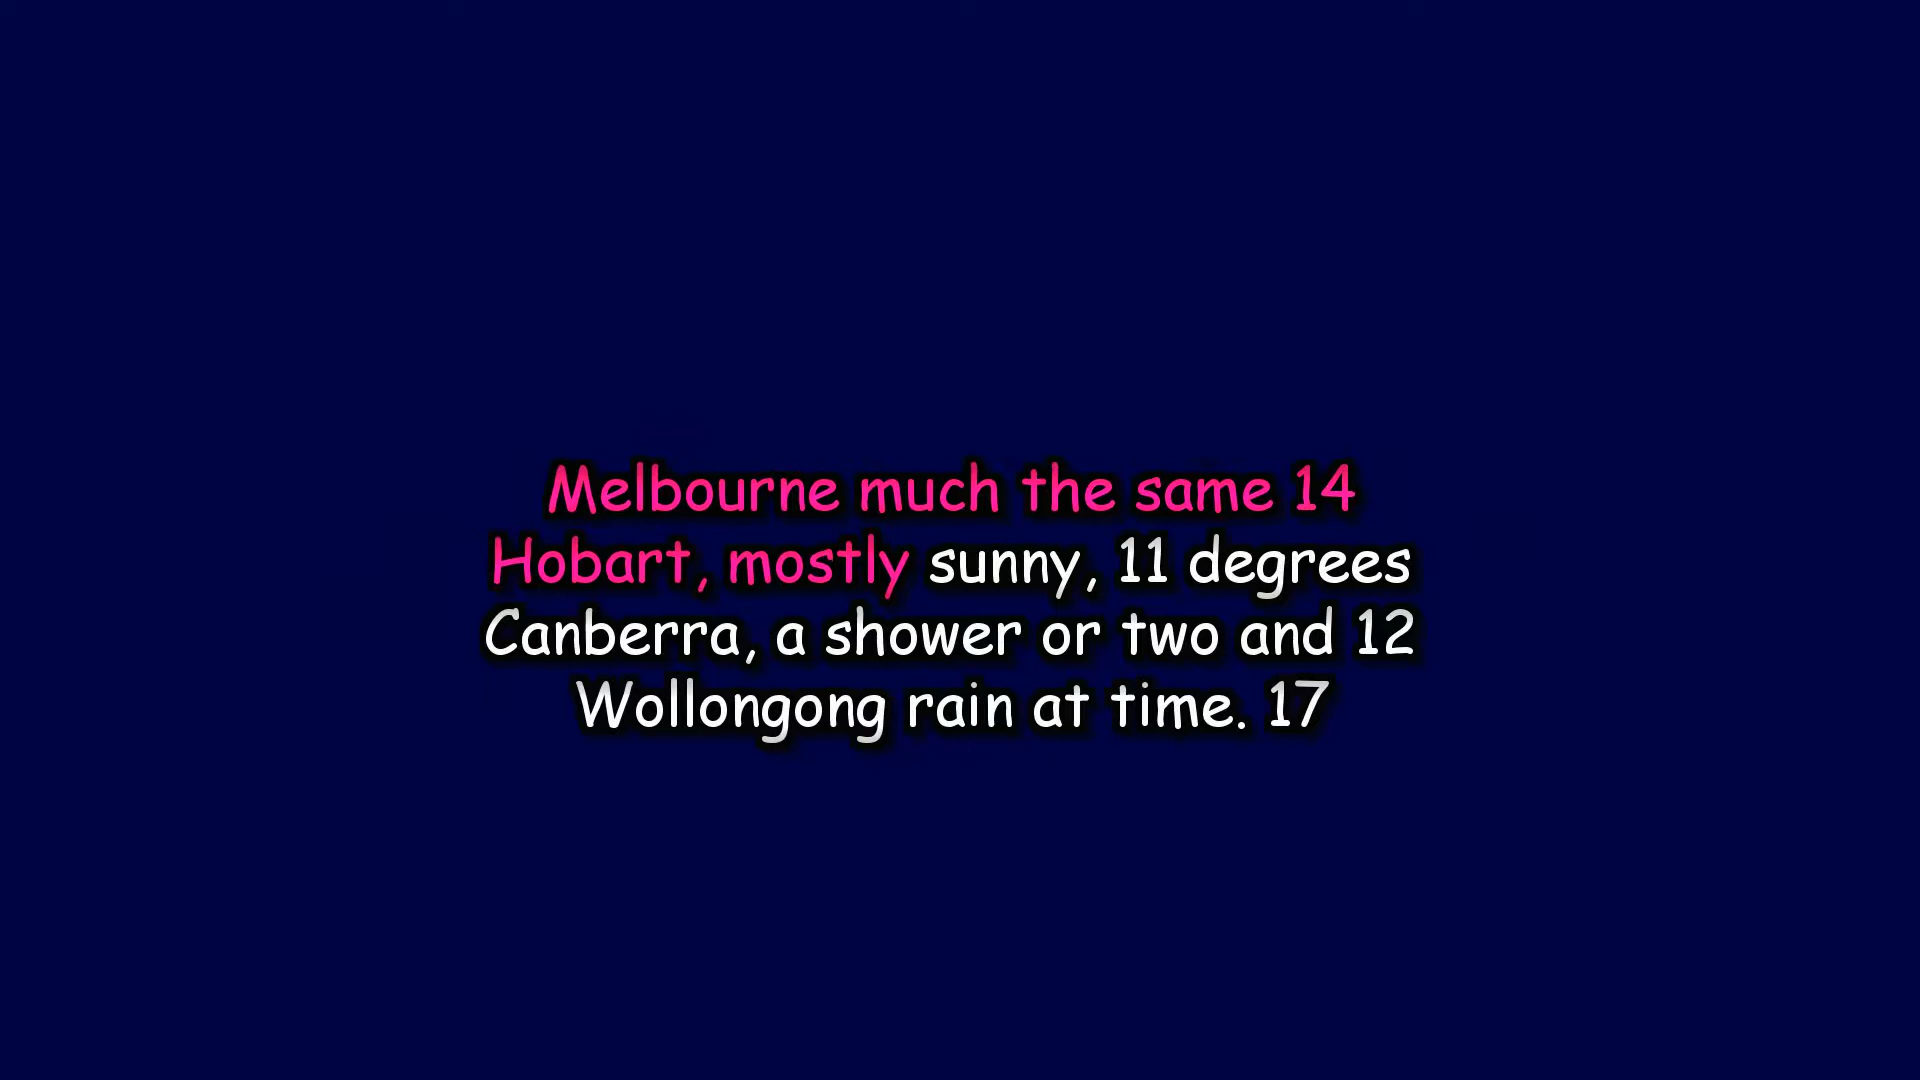 Melbourne much the same 14
Hobart, mostly sunny, 11 degrees
Canberra, a shower or two and 12
Wollongong rain at time. 17